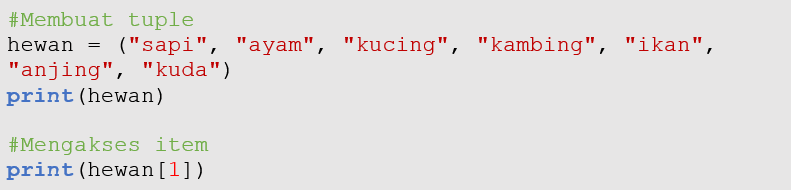 #Membuat tuple
hewan = ("sapi", "ayam", "kucing", "kambing", "ikan",
"anjing", "kuda")
print(hewan)
#Mengakses item
print(hewan[1])